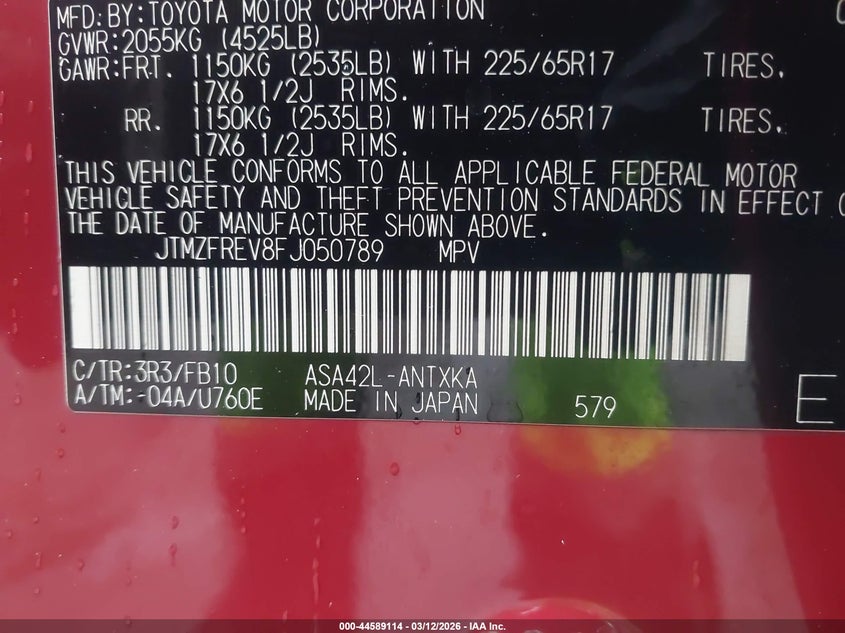 MFD. BY: TOYOTA MOTOR CORPORATION
GVWR: 2055KG (4525LB)
GAWR: FRT. 1150KG (2535LB) WITH 225/65R17 TIRES.
17X6 1/2J RIMS.
RR. 1150KG (2535LB) WITH 225/65R17 TIRES.
17X6 1/2J RIMS.
THIS VEHICLE CONFORMS TO ALL APPLICABLE FEDERAL MOTOR
VEHICLE SAFETY AND THEFT PREVENTION STANDARDS IN EFFECT
THE DATE OF MANUFACTURE SHOWN ABOVE.
JTMZFREV8FJ050789 MPV
C/TR: 3R3/FB10 ASA42L-ANTXKA
A/TM: -04A/U760E MADE IN JAPAN 579
E
000-44589114 - 03/12/2026 - IAA Inc.